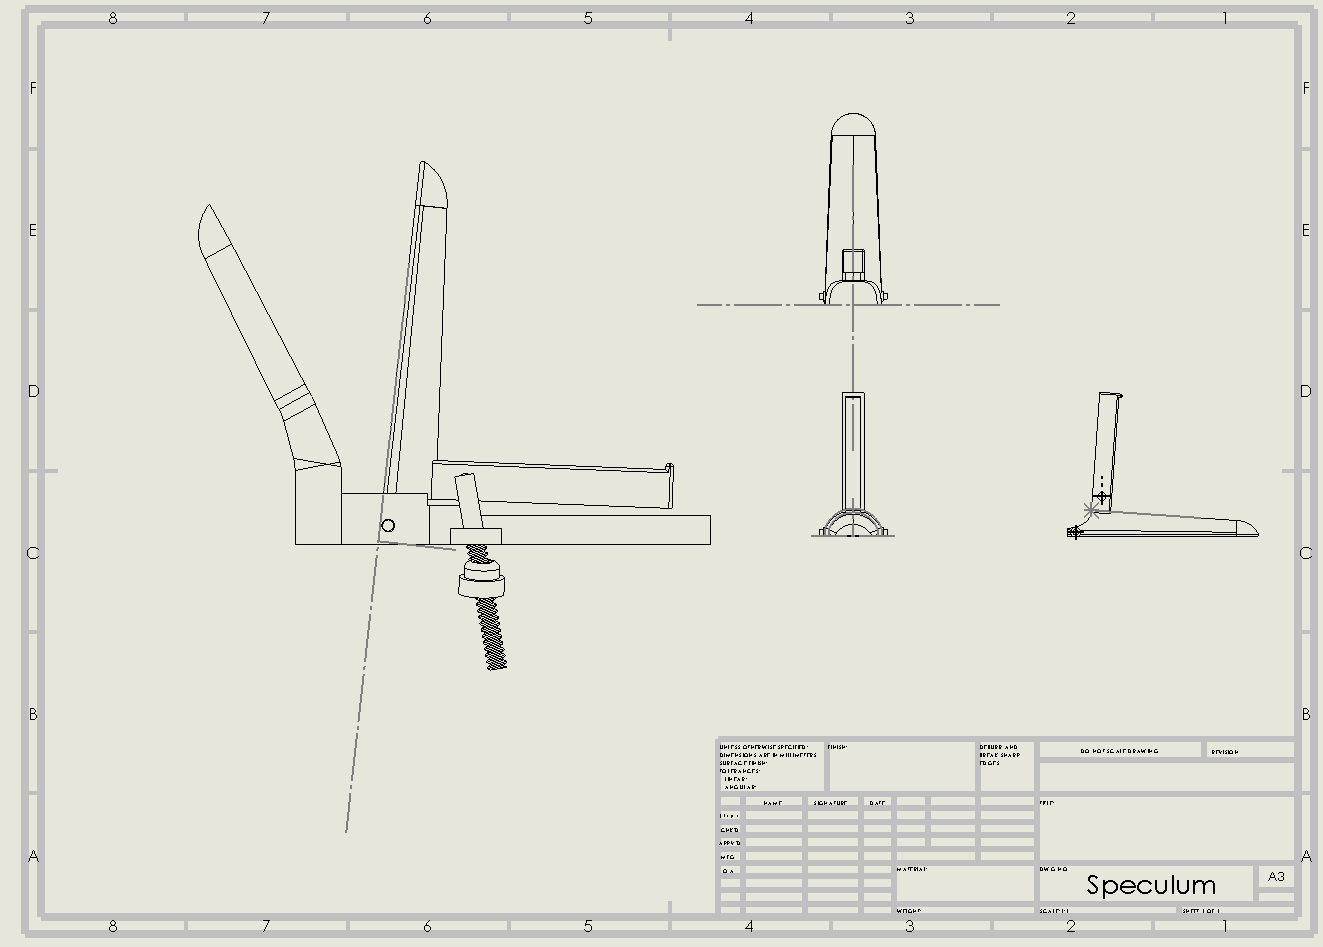 8 7 6 5 4 3 2 1
F F
E E
D D
C C
B B
A A
UNLESS OTHERWISE SPECIFIED:
DIMENSIONS ARE IN MILLIMETERS
SURFACE FINISH:
TOLERANCES:
LINEAR:
ANGULAR:
FINISH:
DEBURR AND
BREAK SHARP
EDGES
DO NOT SCALE DRAWING
REVISION
NAME SIGNATURE DATE
CHK'D
APPV'D
MFG
Q.A
TITLE:
MATERIAL:
DWG NO.
Speculum
A3
WEIGHT:
SCALE:1:1
SHEET 1 OF 1
8 7 6 5 4 3 2 1